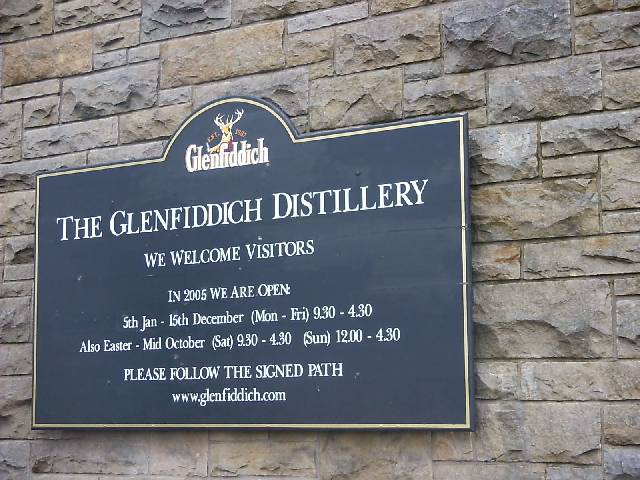 EST. 1887
Glenfiddich
THE GLENFIDDICH DISTILLERY
WE WELCOME VISITORS
IN 2005 WE ARE OPEN:
5th Jan - 15th December (Mon - Fri) 9.30 - 4.30
Also Easter - Mid October (Sat) 9.30 - 4.30 (Sun) 12.00 - 4.30
PLEASE FOLLOW THE SIGNED PATH
www.glenfiddich.com